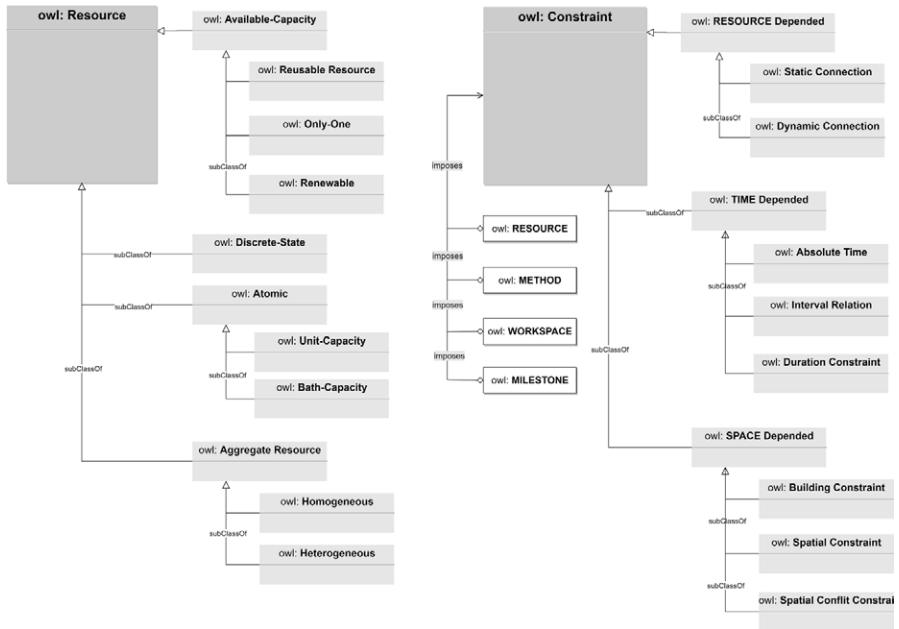 owl: Resource
owl: Available-Capacity
owl: Reusable Resource
owl: Only-One
subClassOf
owl: Renewable
owl: Discrete-State
subClassOf
owl: Atomic
subClassOf
owl: Unit-Capacity
subClassOf
subClassOf
owl: Bath-Capacity
owl: Aggregate Resource
owl: Homogeneous
subClassOf
owl: Heterogeneous
owl: Constraint
owl: RESOURCE Depended
owl: Static Connection
subClassOf
owl: Dynamic Connection
imposes
owl: RESOURCE
imposes
owl: METHOD
imposes
owl: WORKSPACE
imposes
owl: MILESTONE
owl: TIME Depended
subClassOf
owl: Absolute Time
subClassOf
owl: Interval Relation
subClassOf
owl: Duration Constraint
owl: SPACE Depended
owl: Building Constraint
subClassOf
owl: Spatial Constraint
subClassOf
owl: Spatial Conflit Constrai